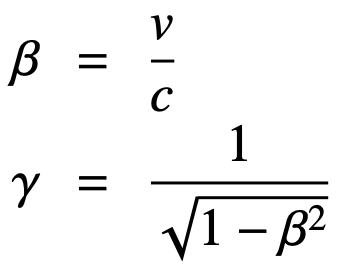 β = v/c
γ = 1/√(1 − β²)